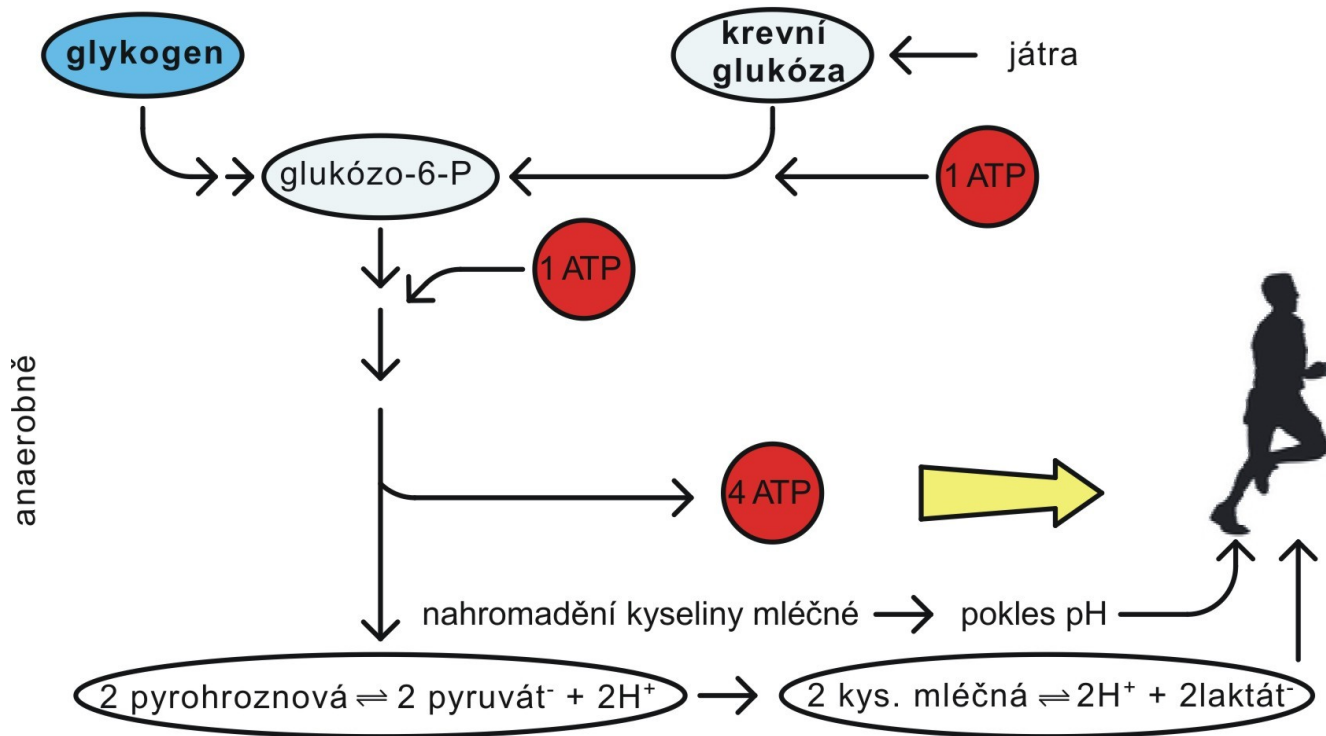 glykogen
krevní
glukóza
játra
glukózo-6-P
1 ATP
1 ATP
anaerobně
4 ATP
nahromadění kyseliny mléčné
pokles pH
2 pyrohroznová ⇌ 2 pyruvát⁻ + 2H⁺
2 kys. mléčná ⇌ 2H⁺ + 2laktát⁻